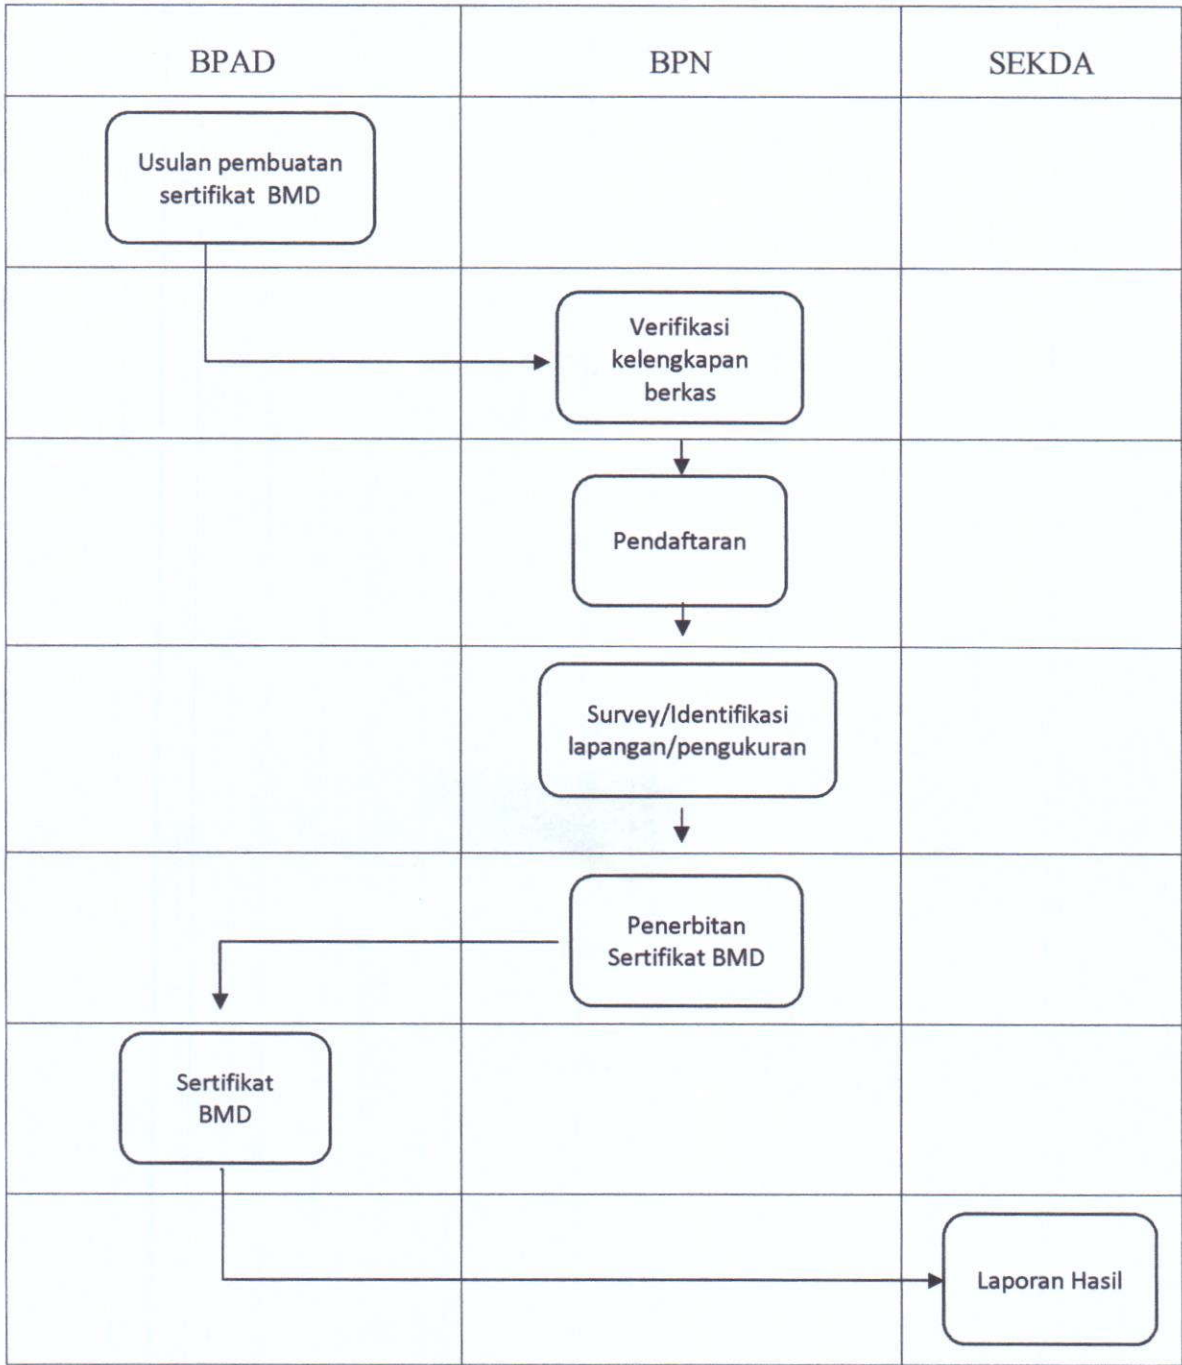 BPAD
BPN
SEKDA
Usulan pembuatan
sertifikat BMD
Verifikasi
kelengkapan
berkas
Pendaftaran
Survey/Identifikasi
lapangan/pengukuran
Penerbitan
Sertifikat BMD
Sertifikat
BMD
Laporan Hasil